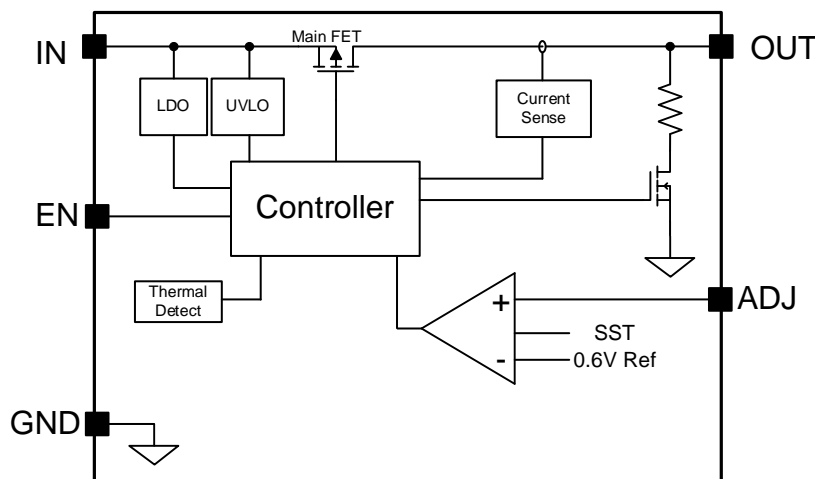 Main FET
IN
OUT
LDO
UVLO
Current
Sense
Controller
EN
Thermal
Detect
+
ADJ
SST
-
0.6V Ref
GND